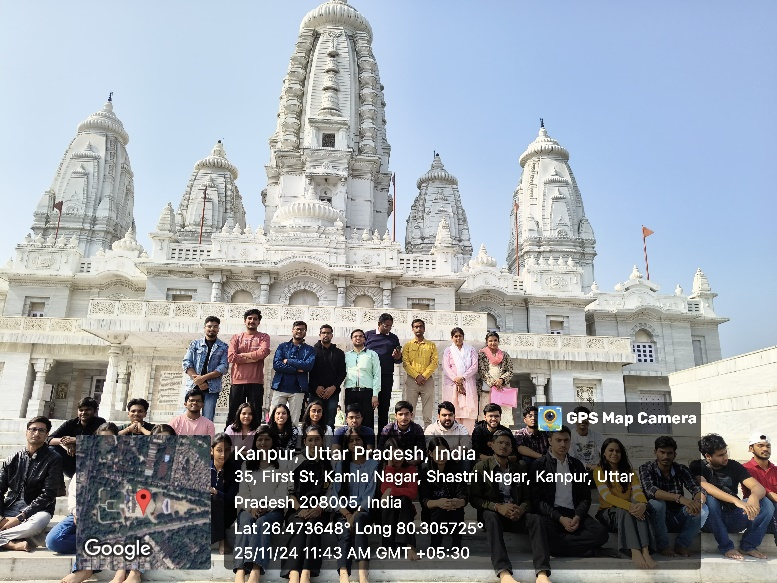 GPS Map Camera
Kanpur, Uttar Pradesh, India
35, First St, Kamla Nagar, Shastri Nagar, Kanpur, Uttar
Pradesh 208005, India
Lat 26.473648° Long 80.305725°
25/11/24 11:43 AM GMT +05:30
Google